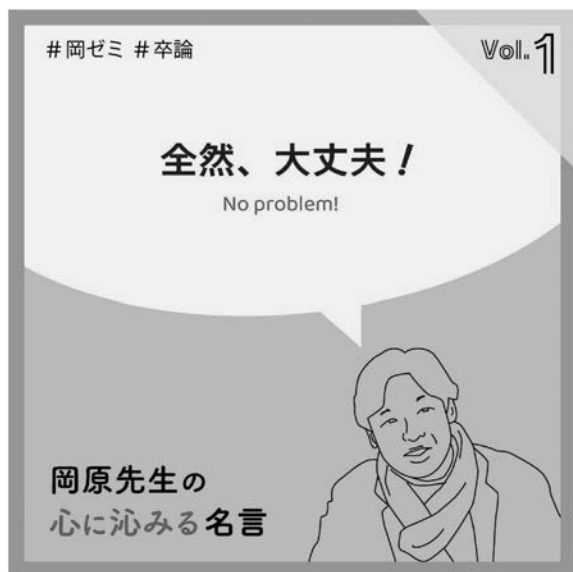 #岡ゼミ #卒論
Vol.1
全然、大丈夫!
No problem!
岡原先生の
心に沁みる名言